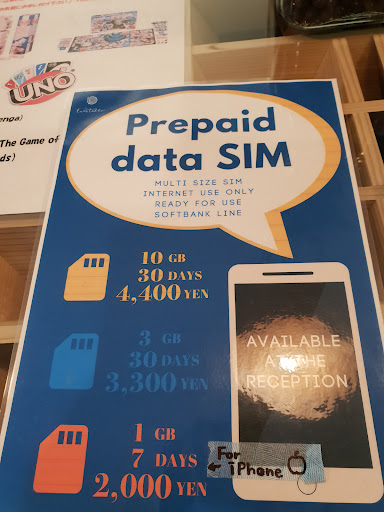 UNO
enga)
The Game of
ds)
Prepaid
data SIM
MULTI SIZE SIM
INTERNET USE ONLY
READY FOR USE
SOFTBANK LINE
10 GB
30 DAYS
4,400 YEN
3 GB
30 DAYS
3,300 YEN
1 GB
7 DAYS
2,000 YEN
AVAILABLE
AT THE
RECEPTION
For
← iPhone